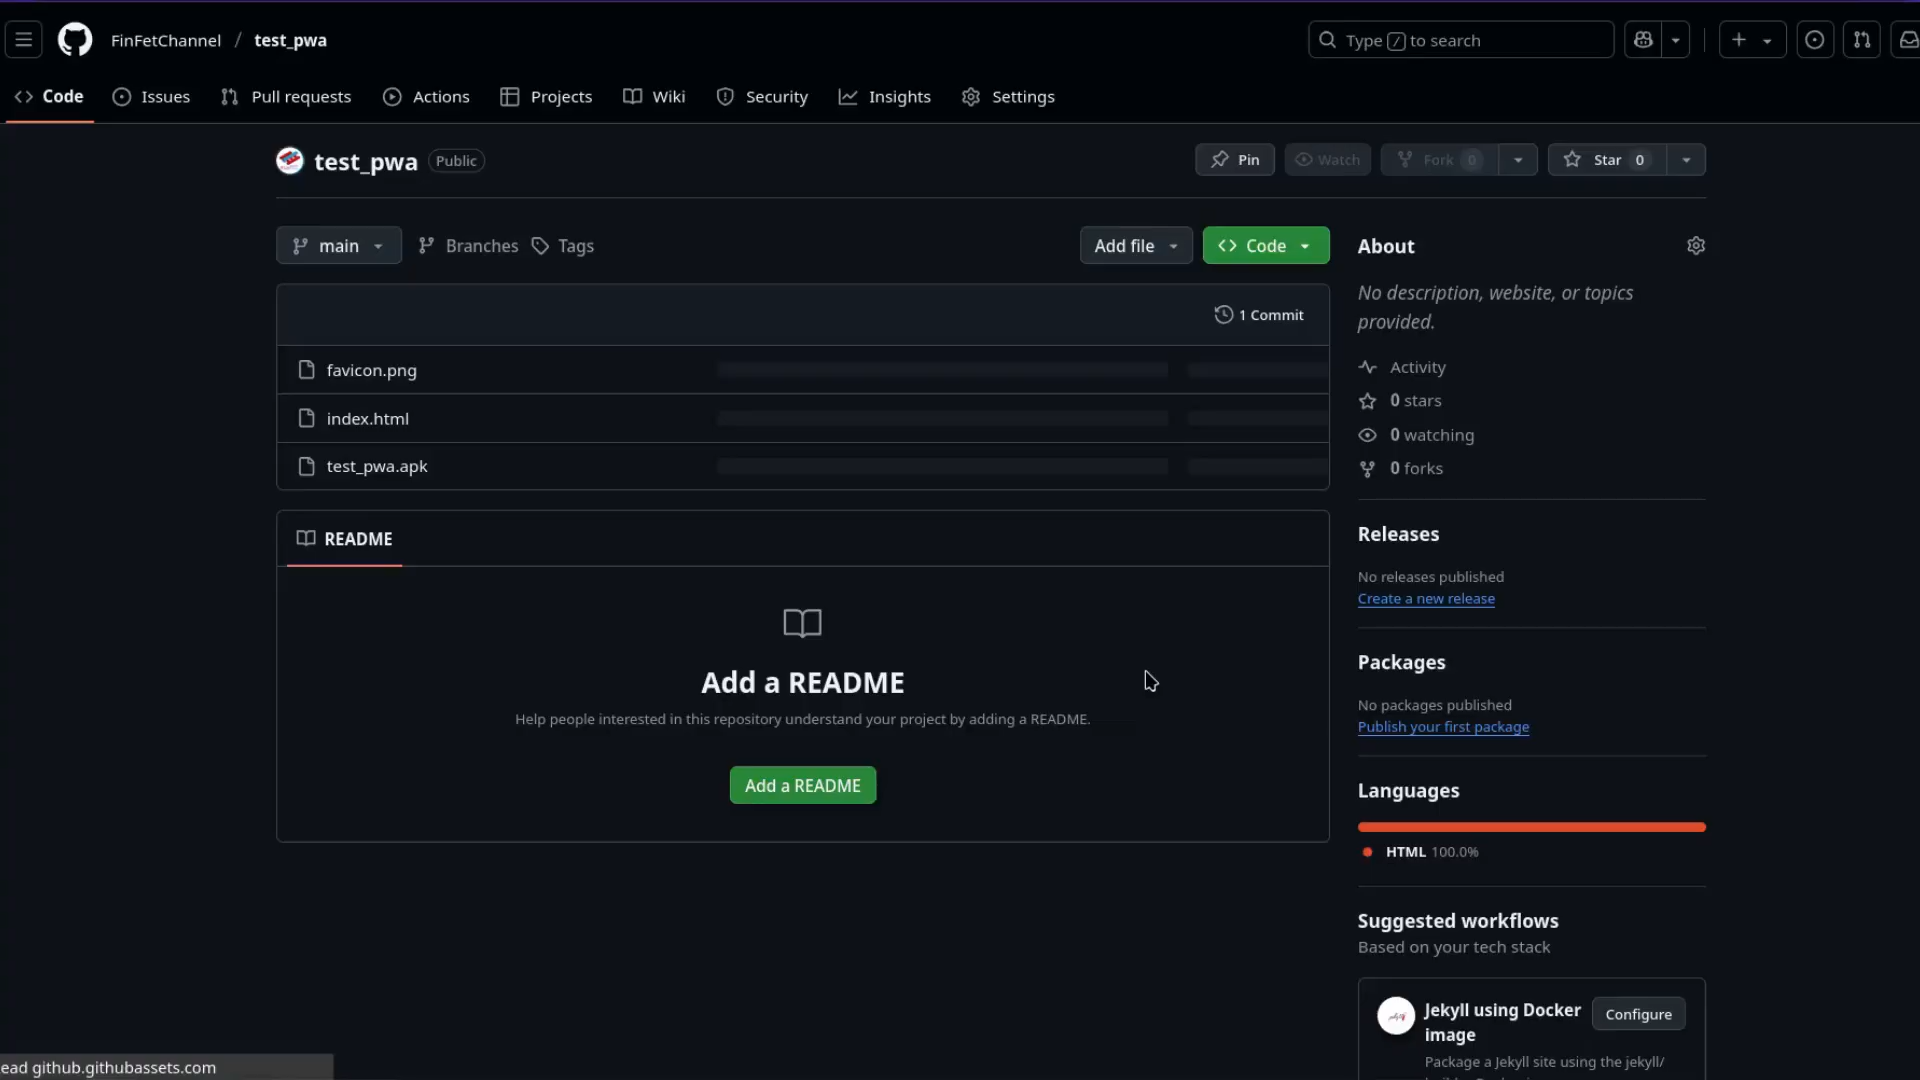 FinFetChannel / test_pwa
Type / to search
Code Issues Pull requests Actions Projects Wiki Security Insights Settings
test_pwa Public
Pin Watch Fork 0 Star 0
main Branches Tags Add file Code
1 Commit
favicon.png
index.html
test_pwa.apk
README
Add a README
Help people interested in this repository understand your project by adding a README.
Add a README
About
No description, website, or topics
provided.
Activity
0 stars
0 watching
0 forks
Releases
No releases published
Create a new release
Packages
No packages published
Publish your first package
Languages
HTML 100.0%
Suggested workflows
Based on your tech stack
Jekyll using Docker
image
Configure
Package a Jekyll site using the jekyll/
ead github.githubassets.com